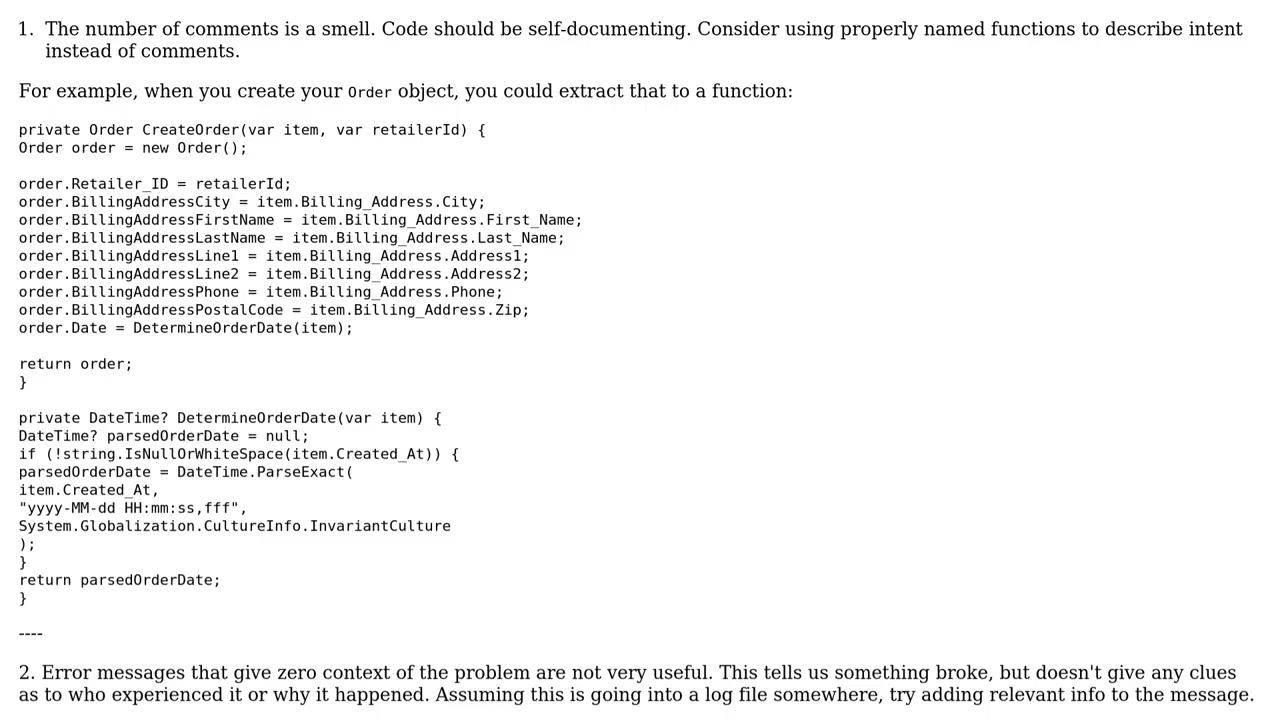 1. The number of comments is a smell. Code should be self-documenting. Consider using properly named functions to describe intent
instead of comments.
For example, when you create your Order object, you could extract that to a function:
private Order CreateOrder(var item, var retailerId) {
Order order = new Order();
order.Retailer_ID = retailerId;
order.BillingAddressCity = item.Billing_Address.City;
order.BillingAddressFirstName = item.Billing_Address.First_Name;
order.BillingAddressLastName = item.Billing_Address.Last_Name;
order.BillingAddressLine1 = item.Billing_Address.Address1;
order.BillingAddressLine2 = item.Billing_Address.Address2;
order.BillingAddressPhone = item.Billing_Address.Phone;
order.BillingAddressPostalCode = item.Billing_Address.Zip;
order.Date = DetermineOrderDate(item);
return order;
}
private DateTime? DetermineOrderDate(var item) {
DateTime? parsedOrderDate = null;
if (!string.IsNullOrWhiteSpace(item.Created_At)) {
parsedOrderDate = DateTime.ParseExact(
item.Created_At,
"yyyy-MM-dd HH:mm:ss,fff",
System.Globalization.CultureInfo.InvariantCulture
);
}
return parsedOrderDate;
}
----
2. Error messages that give zero context of the problem are not very useful. This tells us something broke, but doesn't give any clues
as to who experienced it or why it happened. Assuming this is going into a log file somewhere, try adding relevant info to the message.